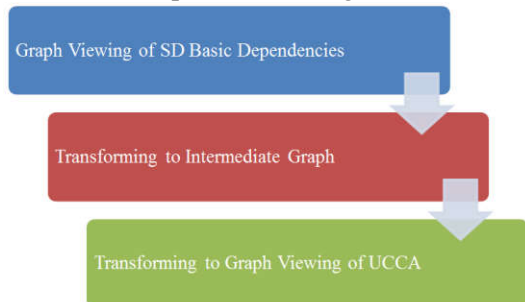 Graph Viewing of SD Basic Dependencies
Transforming to Intermediate Graph
Transforming to Graph Viewing of UCCA